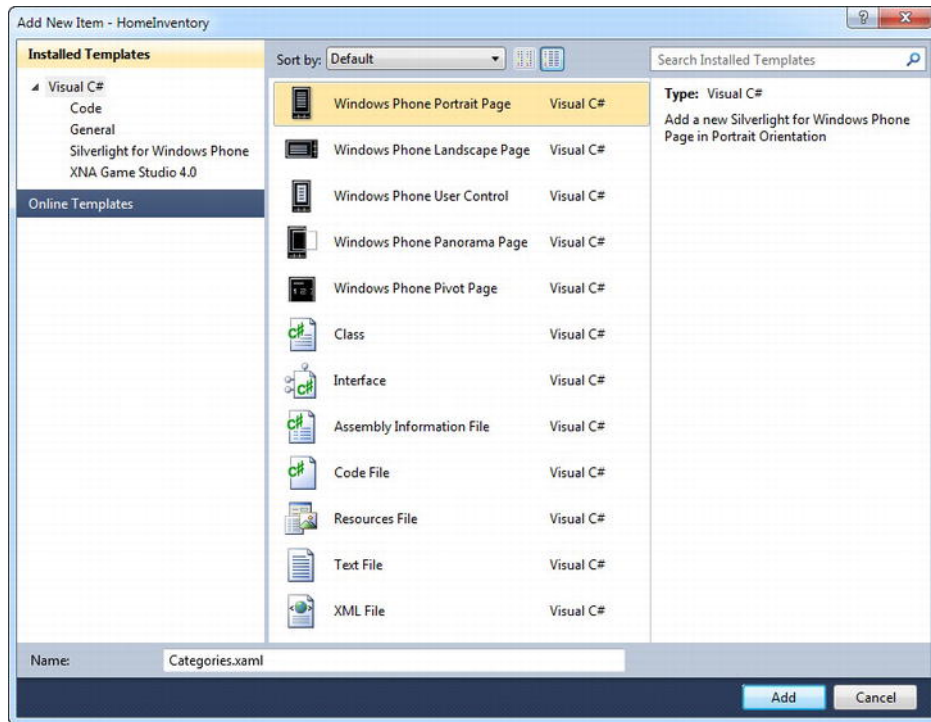 Add New Item - HomeInventory
Installed Templates
Visual C#
Code
General
Silverlight for Windows Phone
XNA Game Studio 4.0
Online Templates
Sort by: Default
Windows Phone Portrait Page Visual C#
Windows Phone Landscape Page Visual C#
Windows Phone User Control Visual C#
Windows Phone Panorama Page Visual C#
Windows Phone Pivot Page Visual C#
Class Visual C#
Interface Visual C#
Assembly Information File Visual C#
Code File Visual C#
Resources File Visual C#
Text File Visual C#
XML File Visual C#
Search Installed Templates
Type: Visual C#
Add a new Silverlight for Windows Phone
Page in Portrait Orientation
Name: Categories.xaml
Add Cancel